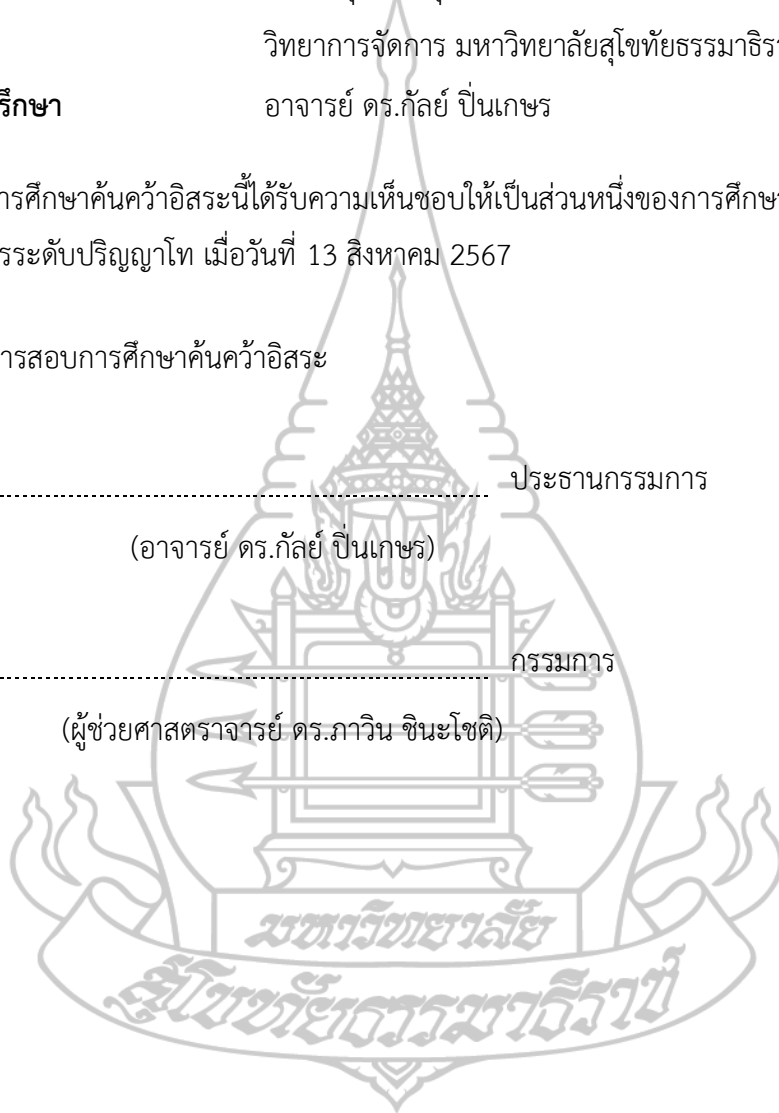 วิทยาการจัดการ มหาวิทยาลัยสุโขทัยธรรมาธิรา
รึกษา อาจารย์ ดร.กัลย์ ปิ่นเกษร
การศึกษาค้นคว้าอิสระนี้ได้รับความเห็นชอบให้เป็นส่วนหนึ่งของการศึกษา
รระดับปริญญาโท เมื่อวันที่ 13 สิงหาคม 2567
ารสอบการศึกษาค้นคว้าอิสระ
ประธานกรรมการ
(อาจารย์ ดร.กัลย์ ปิ่นเกษร)
กรรมการ
(ผู้ช่วยศาสตราจารย์ ดร.ภาวิน ชินะโชติ)
มหาวิทยาลัย
สุโขทัยธรรมาธิราช